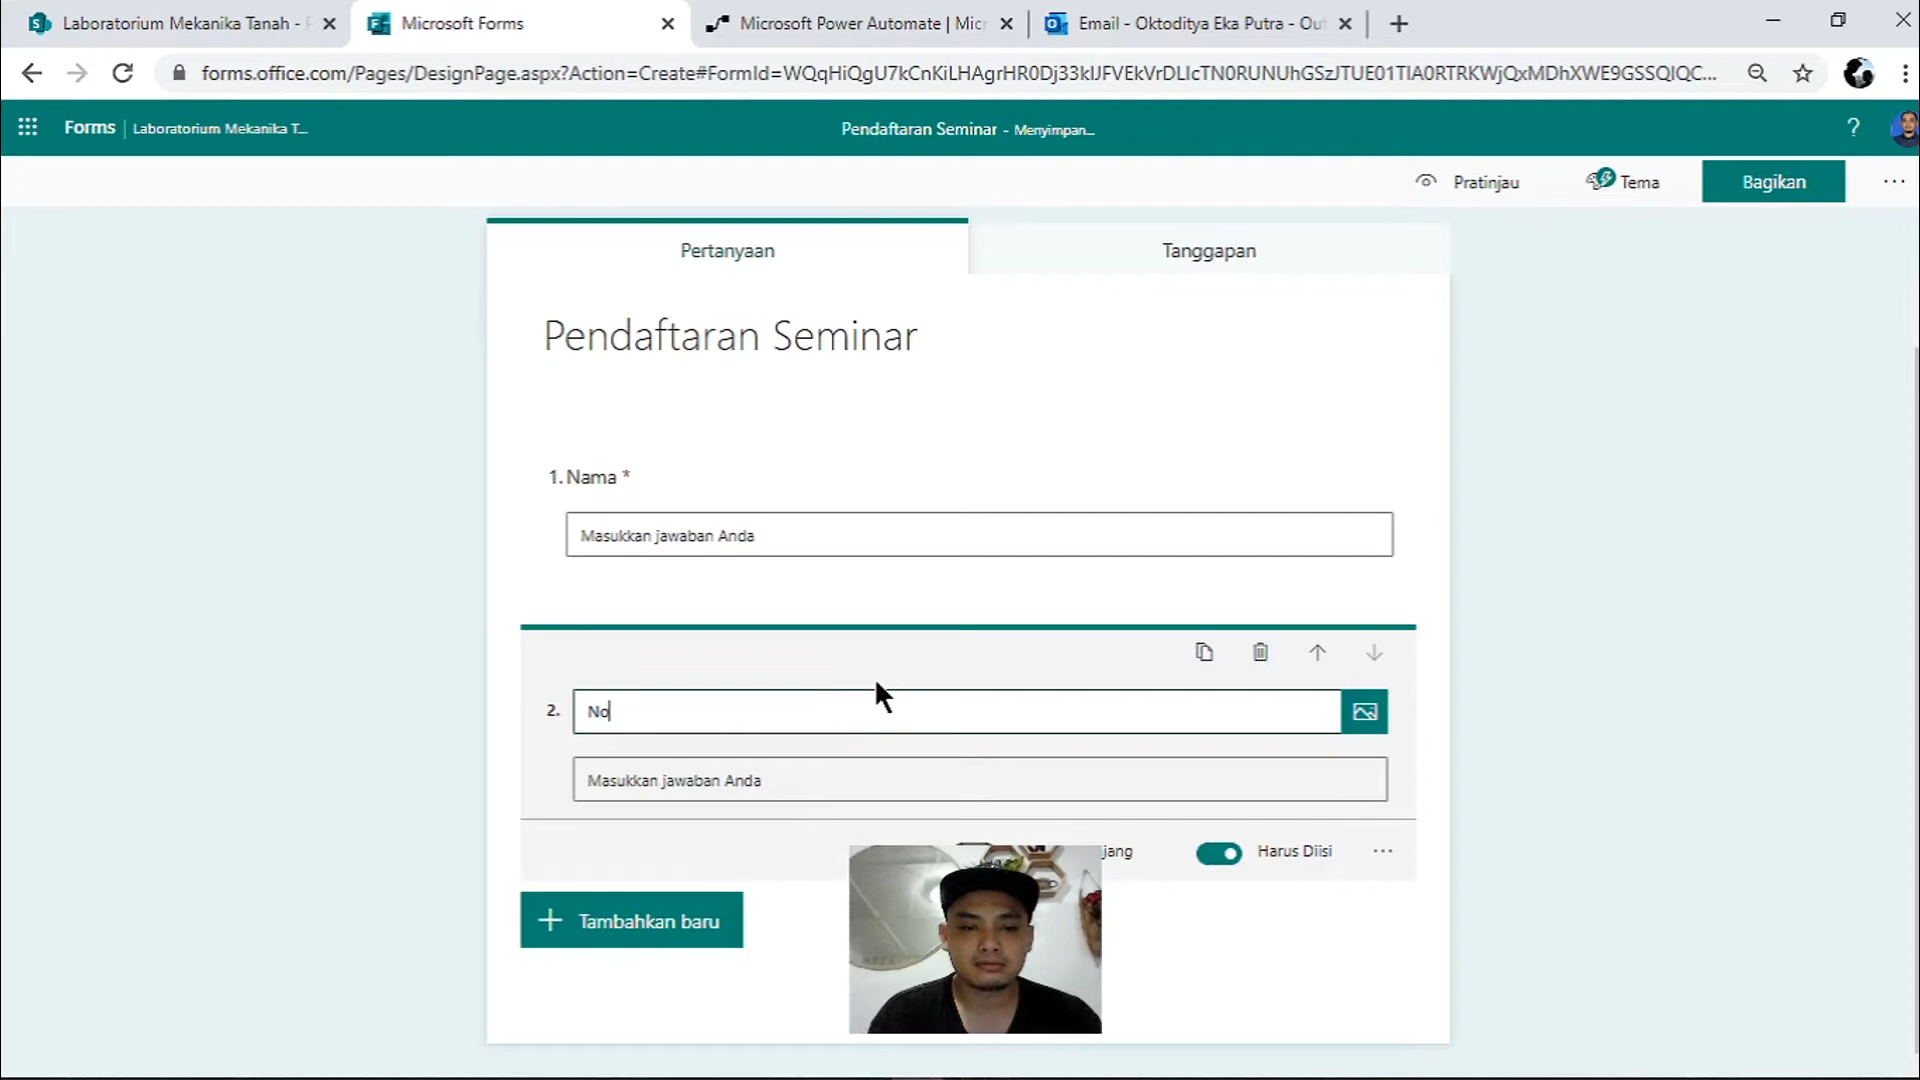 Laboratorium Mekanika Tanah -
Microsoft Forms
Microsoft Power Automate | Micr
Email - Oktoditya Eka Putra - Out
forms.office.com/Pages/DesignPage.aspx?Action=Create#FormId=WQqHiQgU7kCnKiLHAgrHR0Dj33kIJFVEkVrDLIcTN0RUNUhGSzJTUE01TIA0RTRKWjQxMDhXWE9GSSQlQC...
Forms
Laboratorium Mekanika T...
Pendaftaran Seminar - Menyimpan...
?
Pratinjau
Tema
Bagikan
Pertanyaan
Tanggapan
Pendaftaran Seminar
1. Nama *
Masukkan jawaban Anda
2.
No
Masukkan jawaban Anda
jang
Harus Diisi
Tambahkan baru